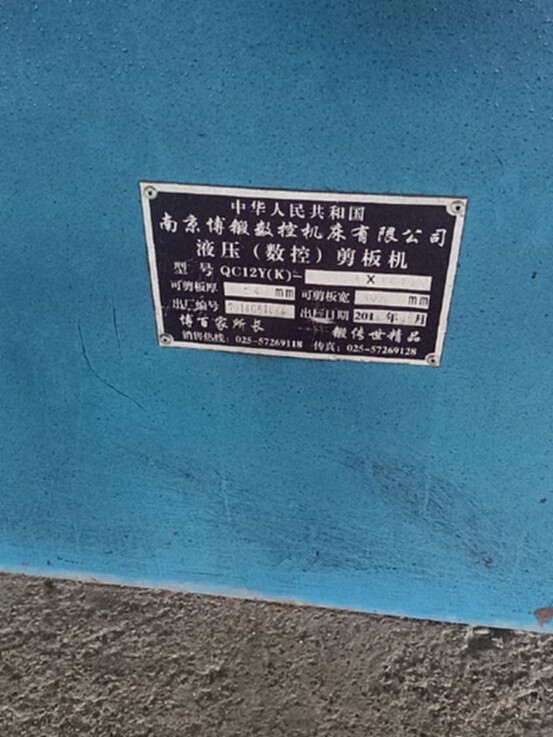 中华人民共和国
南京博锻数控机床有限公司
液压（数控）剪板机
型号 QC12Y(K)- X
可剪板厚 mm 可剪板宽 mm
出厂编号 出厂日期 201 年 月
博百家所长 锻传世精品
销售热线：025-57269118 传真：025-57269128